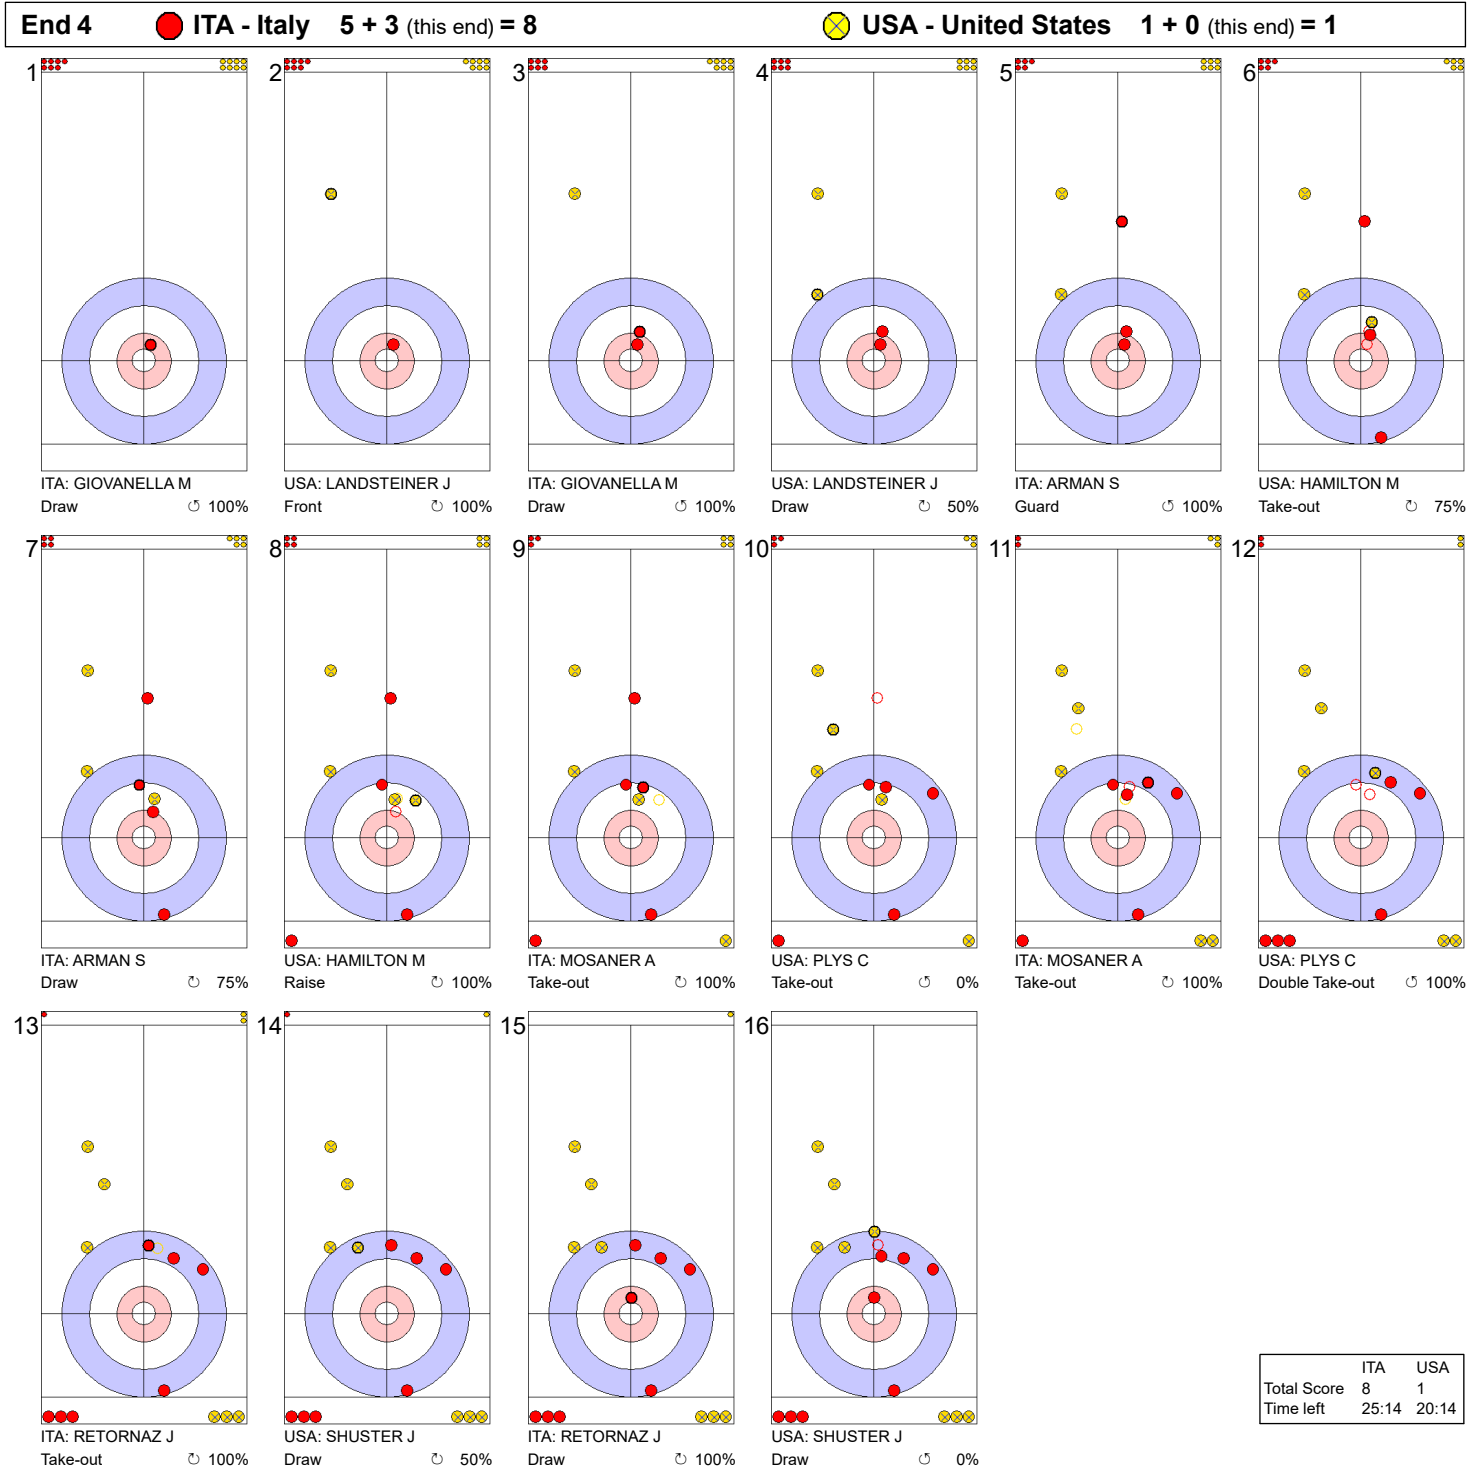 End 4 ITA - Italy 5 + 3 (this end) = 8 USA - United States 1 + 0 (this end) = 1
1 2 3 4 5 6
ITA: GIOVANELLA M USA: LANDSTEINER J ITA: GIOVANELLA M USA: LANDSTEINER J ITA: ARMAN S USA: HAMILTON M
Draw ↻ 100% Front ↻ 100% Draw ↻ 100% Draw ↻ 50% Guard ↻ 100% Take-out ↻ 75%
7 8 9 10 11 12
ITA: ARMAN S USA: HAMILTON M ITA: MOSANER A USA: PLYS C ITA: MOSANER A USA: PLYS C
Draw ↻ 75% Raise ↻ 100% Take-out ↻ 100% Take-out ↺ 0% Take-out ↺ 100% Double Take-out ↻ 100%
13 14 15 16
ITA: RETORNAZ J USA: SHUSTER J ITA: RETORNAZ J USA: SHUSTER J
Take-out ↻ 100% Draw ↻ 50% Draw ↺ 100% Draw ↺ 0%
ITA USA
Total Score 8 1
Time left 25:14 20:14